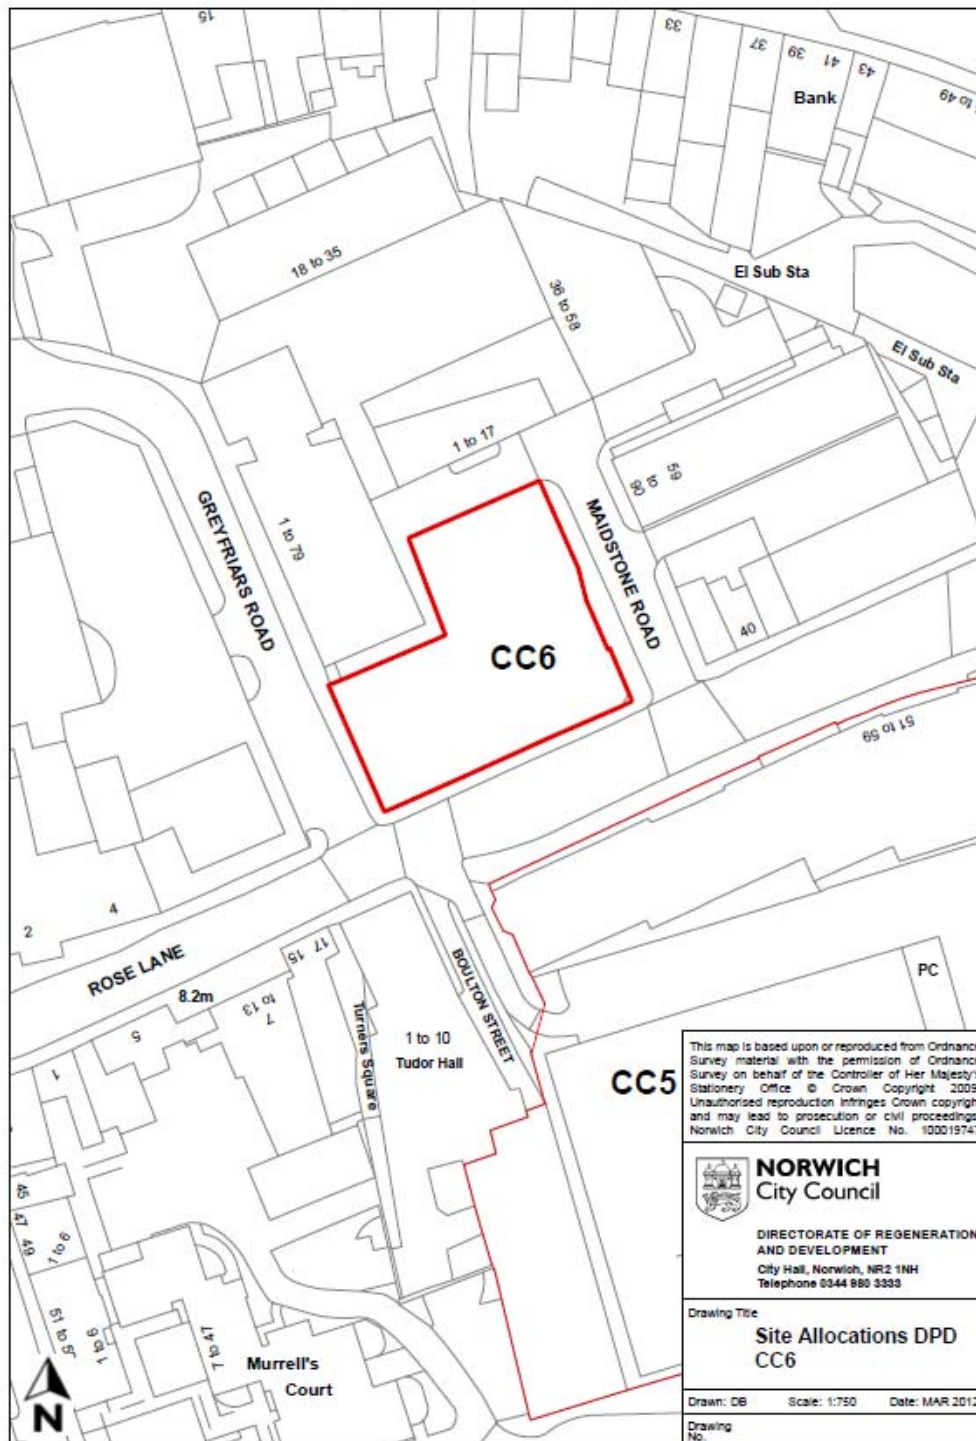 15
33
37
39
41
43
Bank
18 to 35
36 to 58
El Sub Sta
El Sub Sta
1 to 17
59
to
90
GREYFRIARS ROAD
1 to 79
MAIDSTONE ROAD
CC6
40
51 to 59
2
4
ROSE LANE
8.2m
17
15
7
to 13
5
1
Turners Square
1 to 10
Tudor Hall
BOULTON STREET
PC
CC5
45
47
49
1 to 6
1 to 6
7 to 47
Murrell's
Court
N
This map is based upon or reproduced from Ordnance
Survey material with the permission of Ordnance
Survey on behalf of the Controller of Her Majesty's
Stationery Office © Crown Copyright 2009.
Unauthorised reproduction infringes Crown copyright
and may lead to prosecution or civil proceedings.
Norwich City Council Licence No. 100019747
NORWICH
City Council
DIRECTORATE OF REGENERATION
AND DEVELOPMENT
City Hall, Norwich, NR2 1NH
Telephone 0344 980 3333
Drawing Title
Site Allocations DPD
CC6
Drawn: DB Scale: 1:750 Date: MAR 2012
Drawing
No.